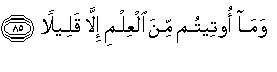 وَمَآ أُوتِيتُم مِّنَ ٱلْعِلْمِ إِلَّا قَلِيلًا ٨٥